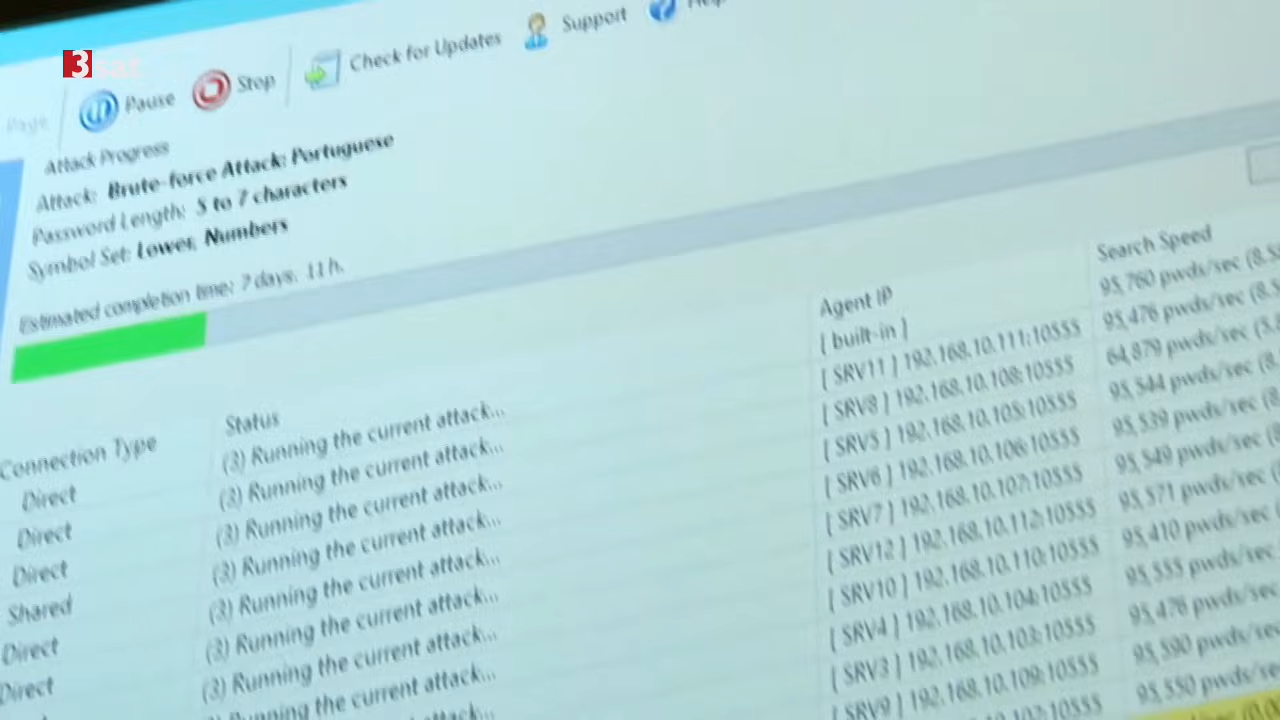 3sat
Page Pause Stop Check for Updates Support Help
Attack Progress
Attack: Brute-force Attack: Portuguese
Password Length: 5 to 7 characters
Symbol Set: Lower, Numbers
Estimated completion time: 7 days, 11 h.
Connection Type Status Agent IP Search Speed
Direct (3) Running the current attack... [ built-in ] 95,760 pwds/sec
Direct (3) Running the current attack... [ SRV11 ] 192.168.10.111:10555 95,476 pwds/sec
Direct (3) Running the current attack... [ SRV8 ] 192.168.10.108:10555 64,879 pwds/sec
Shared (3) Running the current attack... [ SRV5 ] 192.168.10.105:10555 95,544 pwds/sec
Direct (3) Running the current attack... [ SRV6 ] 192.168.10.106:10555 95,539 pwds/sec
Direct (3) Running the current attack... [ SRV7 ] 192.168.10.107:10555 95,549 pwds/sec
(3) Running the current attack... [ SRV12 ] 192.168.10.112:10555 95,571 pwds/sec
Running the current attack... [ SRV10 ] 192.168.10.110:10555 95,410 pwds/sec
[ SRV4 ] 192.168.10.104:10555 95,555 pwds/sec
[ SRV3 ] 192.168.10.103:10555 95,476 pwds/sec
[ SRV9 ] 192.168.10.109:10555 95,590 pwds/sec
95,550 pwds/sec